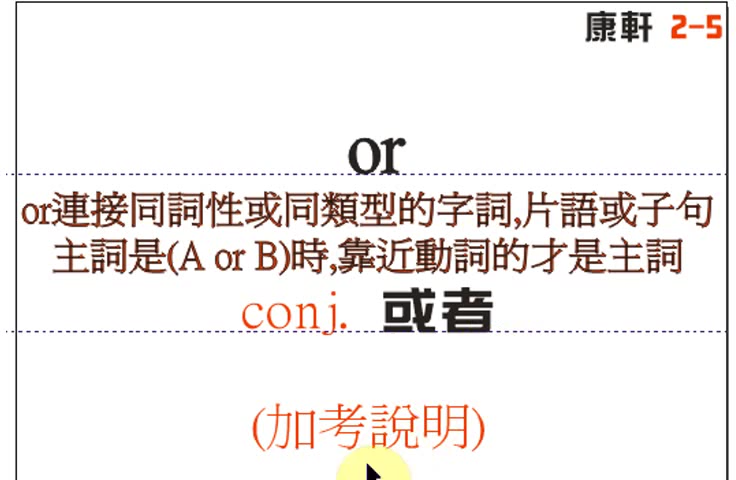 康軒 2-5
or
or連接同詞性或同類型的字詞,片語或子句
主詞是(A or B)時,靠近動詞的才是主詞
conj. 或者
(加考說明)